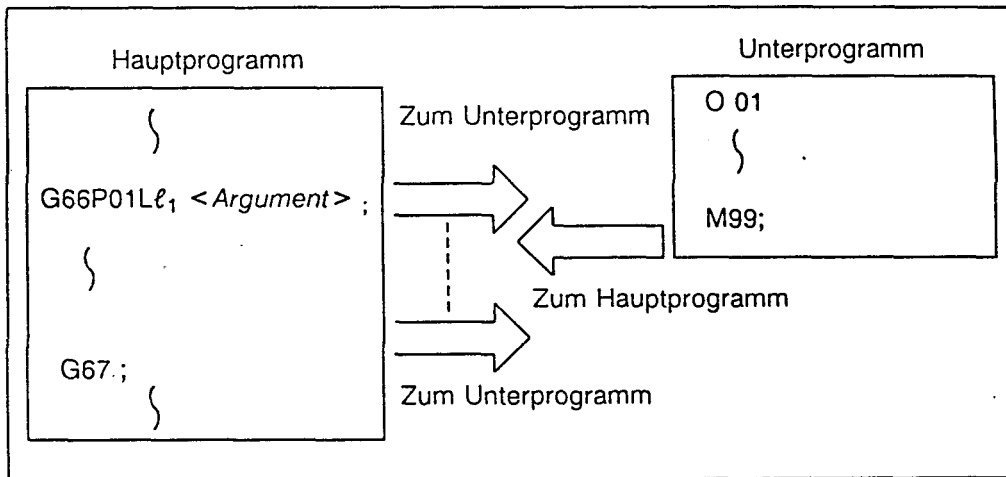 Hauptprogramm
G66P01Lℓ₁ <Argument> ;
G67 ;
Zum Unterprogramm
Zum Hauptprogramm
Zum Unterprogramm
Unterprogramm
O 01
M99;